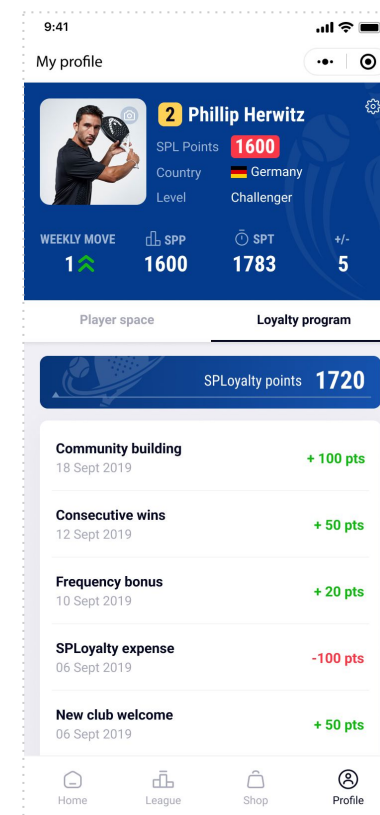 9:41
My profile
2 Phillip Herwitz
SPL Points 1600
Country Germany
Level Challenger
WEEKLY MOVE SPP SPT +/-
1 1600 1783 5
Player space Loyalty program
SPLoyalty points 1720
Community building
18 Sept 2019
+ 100 pts
Consecutive wins
12 Sept 2019
+ 50 pts
Frequency bonus
10 Sept 2019
+ 20 pts
SPLoyalty expense
06 Sept 2019
-100 pts
New club welcome
06 Sept 2019
+ 50 pts
Home League Shop Profile